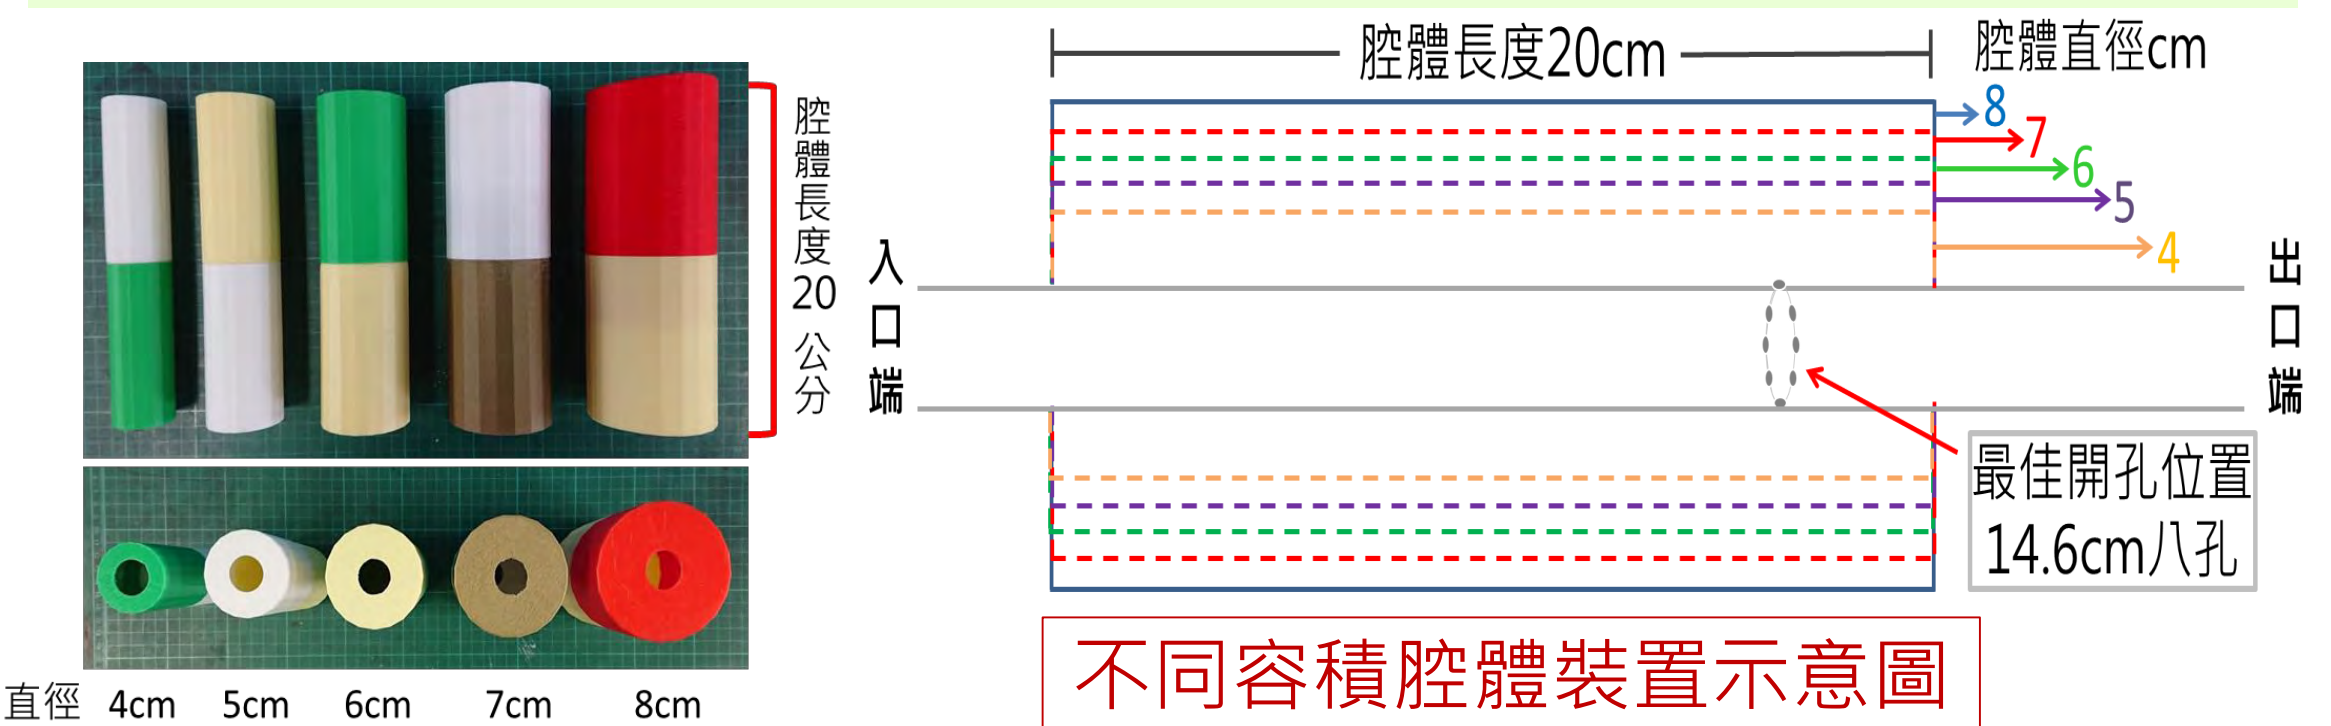 腔體長度20公分
直徑 4cm 5cm 6cm 7cm 8cm
腔體長度20cm
腔體直徑cm
8
7
6
5
4
入口端
出口端
最佳開孔位置
14.6cm八孔
不同容積腔體裝置示意圖